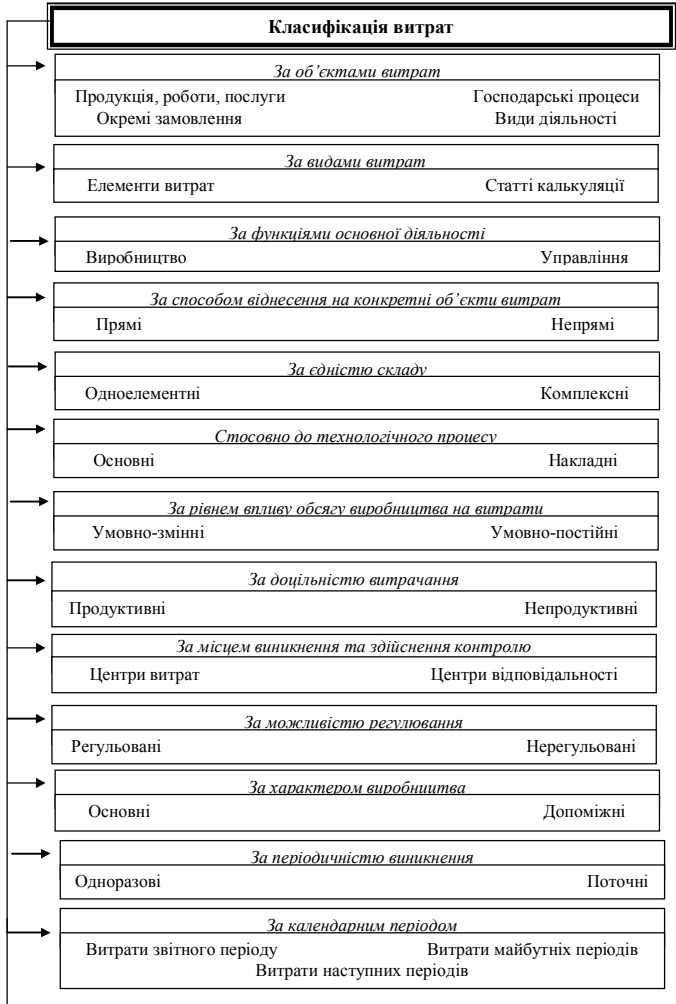 Класифікація витрат
За об’єктами витрат
Продукція, роботи, послуги Господарські процеси
Окремі замовлення Види діяльності
За видами витрат
Елементи витрат Статті калькуляції
За функціями основної діяльності
Виробництво Управління
За способом віднесення на конкретні об’єкти витрат
Прямі Непрямі
За єдністю складу
Одноелементні Комплексні
Стосовно до технологічного процесу
Основні Накладні
За рівнем впливу обсягу виробництва на витрати
Умовно-змінні Умовно-постійні
За доцільністю витрачання
Продуктивні Непродуктивні
За місцем виникнення та здійснення контролю
Центри витрат Центри відповідальності
За можливістю регулювання
Регульовані Нерегульовані
За характером виробництва
Основні Допоміжні
За періодичністю виникнення
Одноразові Поточні
За календарним періодом
Витрати звітного періоду Витрати майбутніх періодів
Витрати наступних періодів